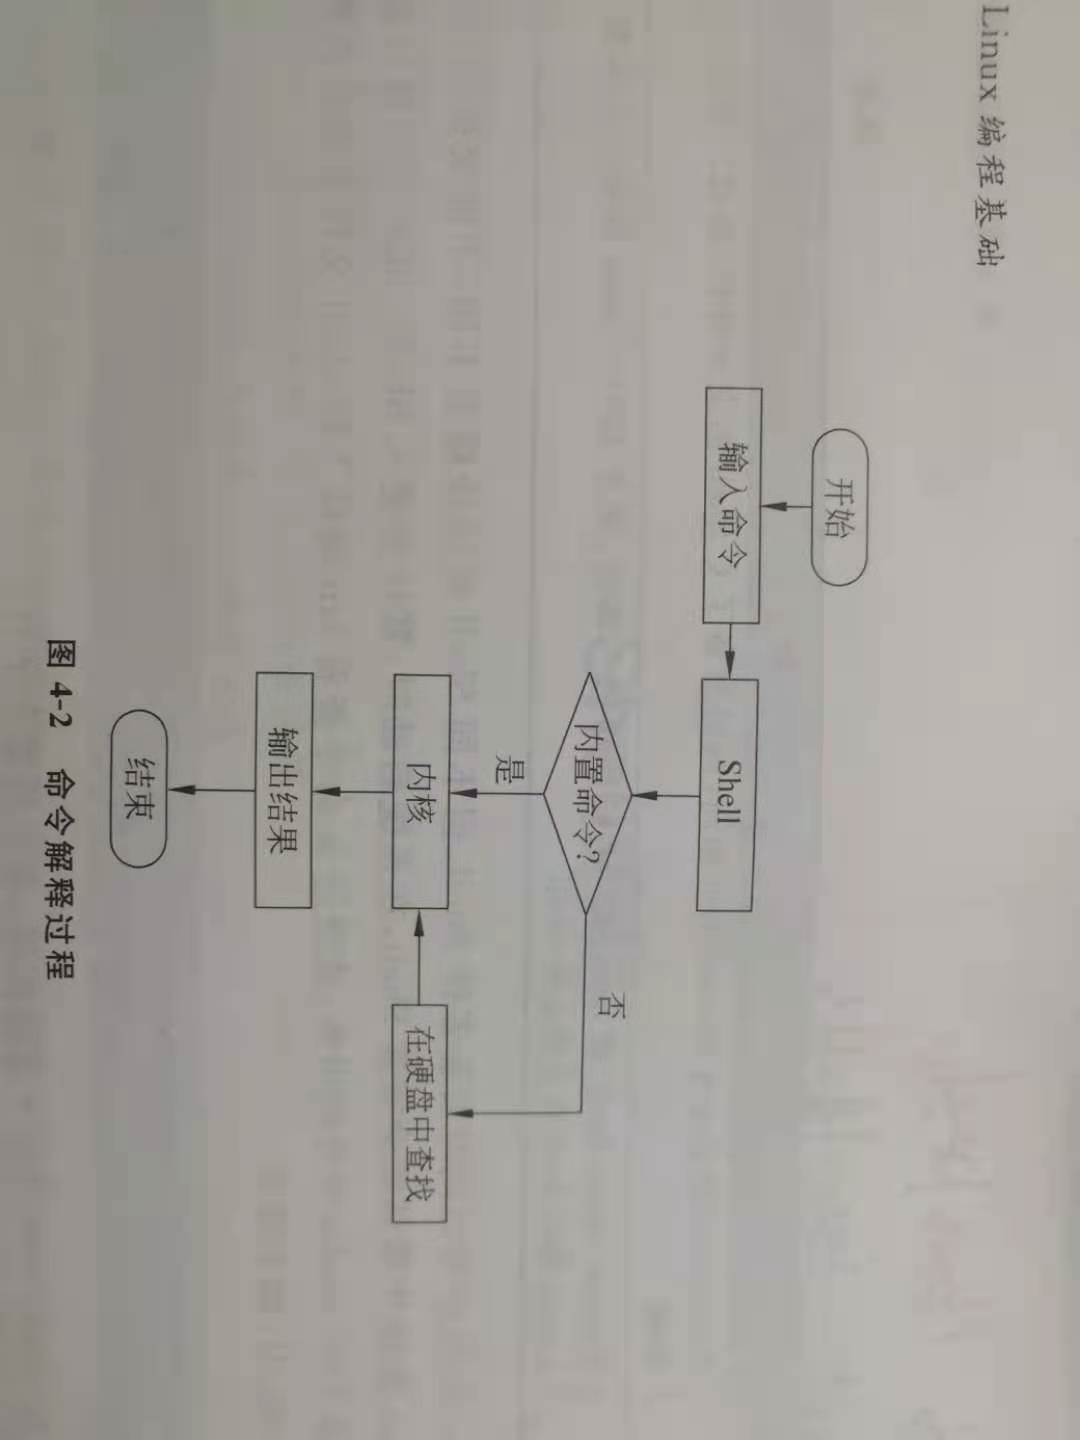 Linux 编程基础
开始
输入命令
Shell
内置命令?
是
否
内核
在硬盘中查找
输出结果
结束
图 4-2 命令解释过程